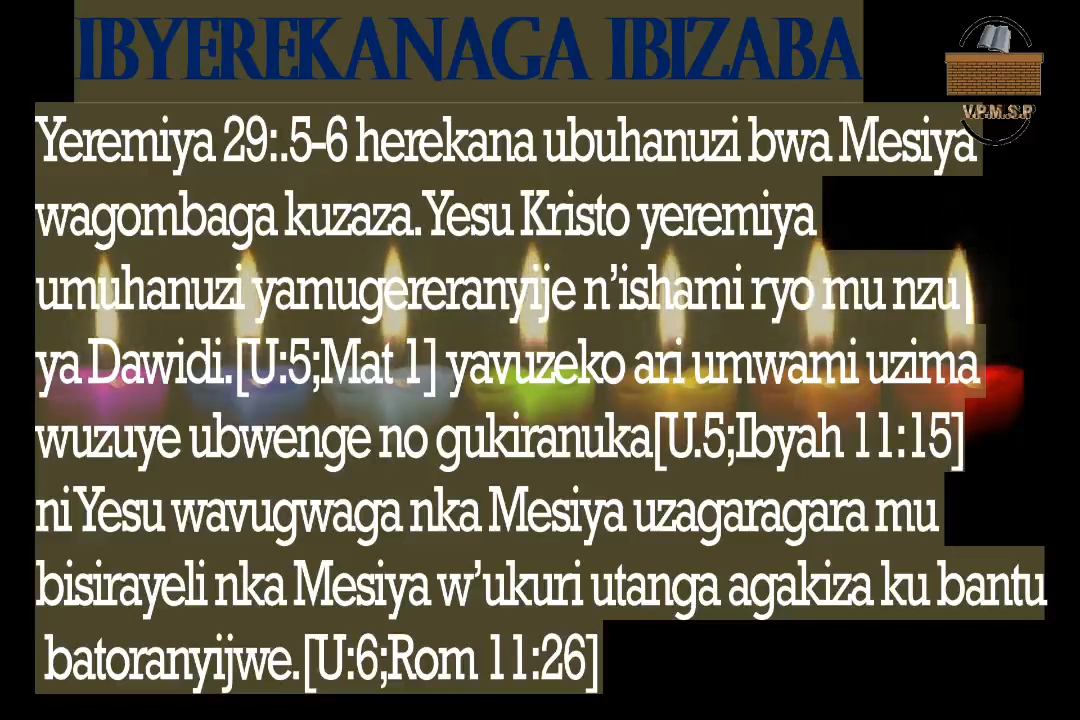 IBYEREKANAGA IBIZABA
V.P.M.S.P
Yeremiya 29:.5-6 herekana ubuhanuzi bwa Mesiya
wagombaga kuzaza.Yesu Kristo yeremiya
umuhanuzi yamugereranyije n’ishami ryo mu nzu
ya Dawidi.[U:5;Mat 1] yavuzeko ari umwami uzima
wuzuye ubwenge no gukiranuka[U.5;Ibyah 11:15]
ni Yesu wavugwaga nka Mesiya uzagaragara mu
bisirayeli nka Mesiya w’ukuri utanga agakiza ku bantu
batoranyijwe.[U:6;Rom 11:26]